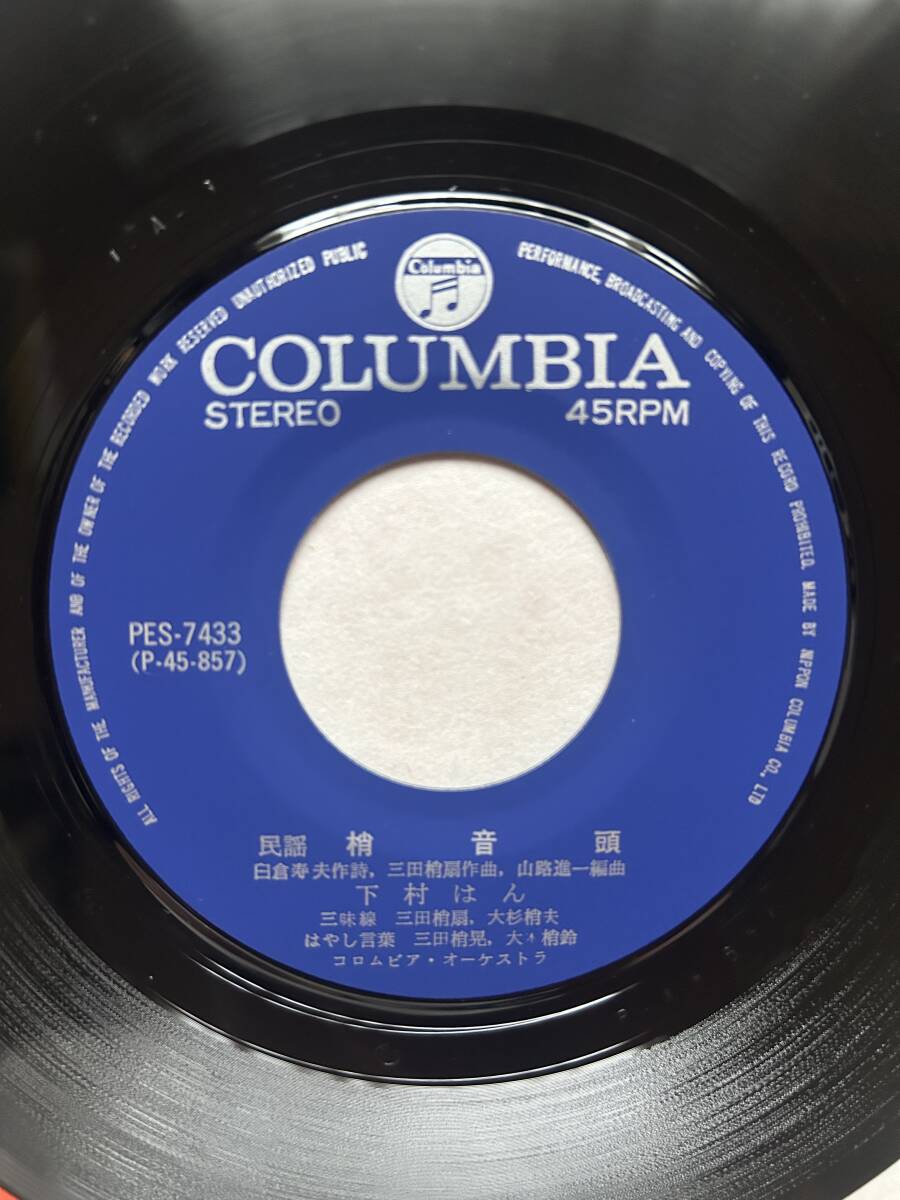 Columbia
COLUMBIA
STEREO 45RPM
ALL RIGHTS OF THE MANUFACTURER AND OF THE OWNER OF THE RECORDED WORK RESERVED UNAUTHORIZED PUBLIC PERFORMANCE, BROADCASTING AND COPYING OF THIS RECORD PROHIBITED. MADE BY NIPPON COLUMBIA CO., LTD
PES-7433
(P-45-857)
民謡 梢音頭
臼倉寿夫作詩, 三田梢扇作曲, 山路進一編曲
下村はん
三味線 三田梢扇, 大杉梢夫
はやし言葉 三田梢晃, 大 梢鈴
コロムビア・オーケストラ